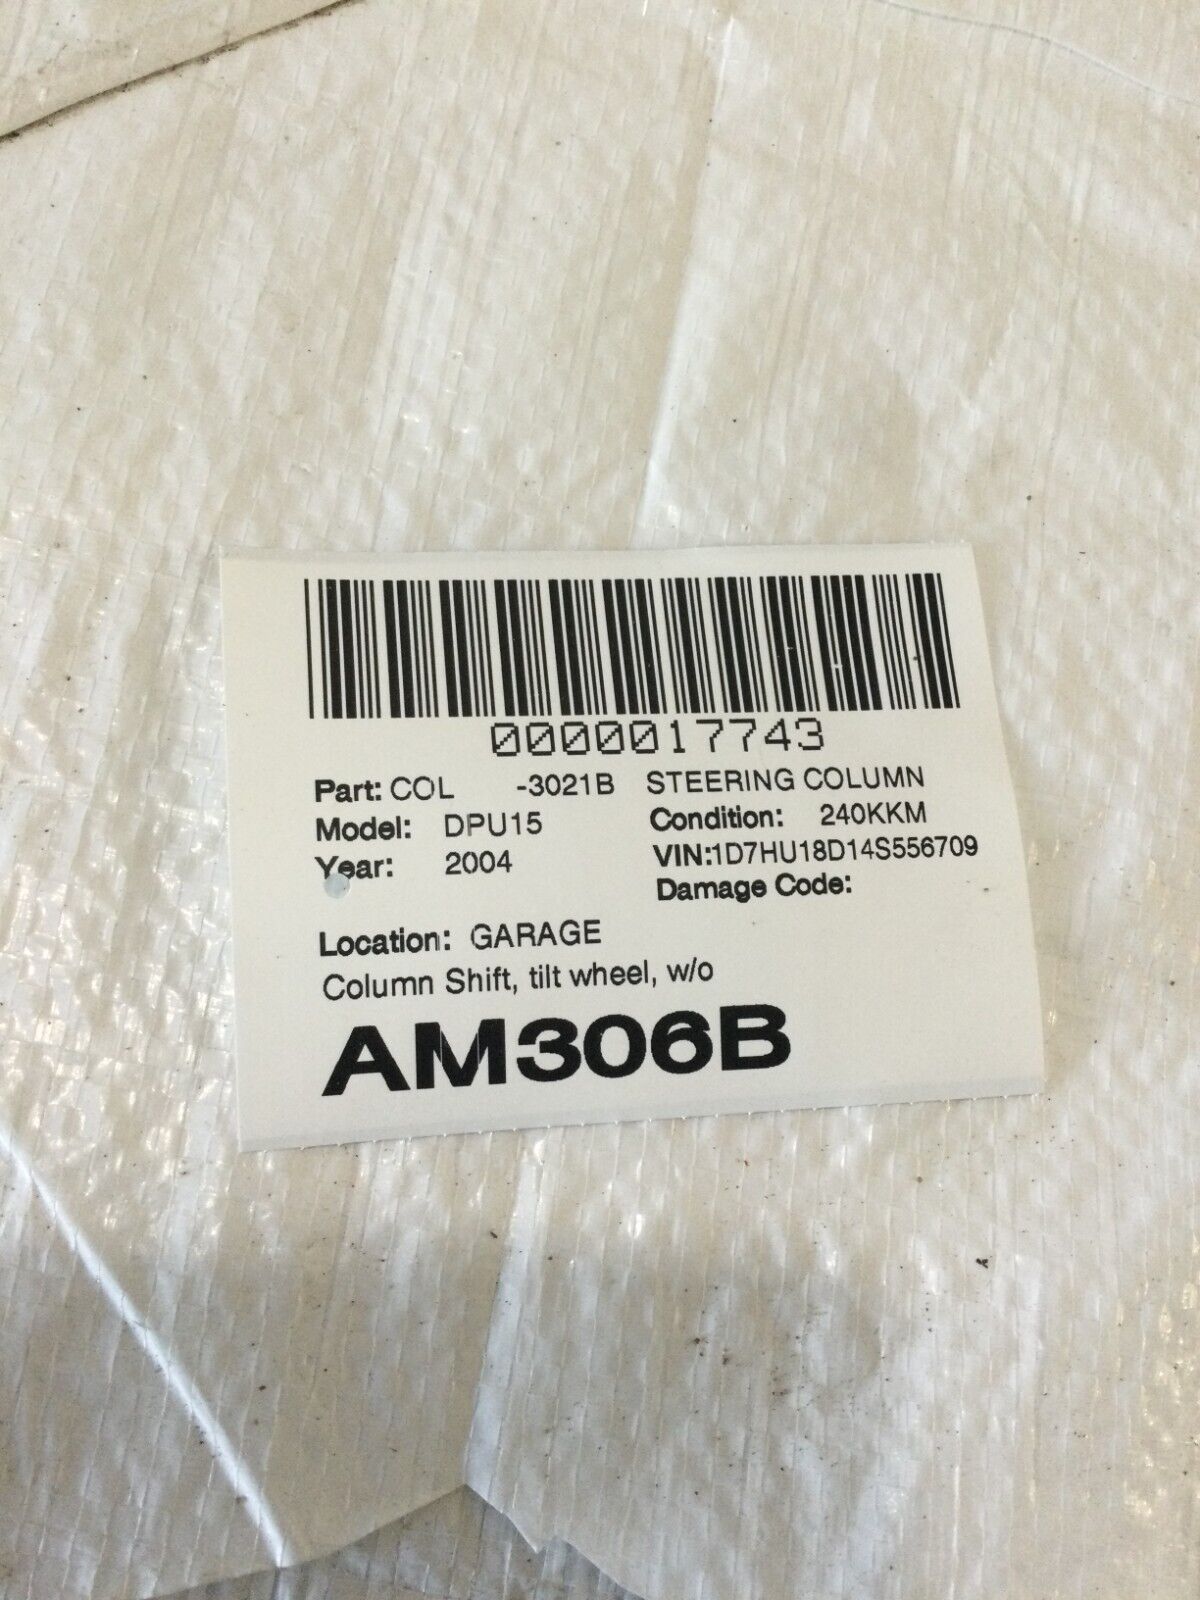 0000017743
Part: COL -3021B STEERING COLUMN
Model: DPU15 Condition: 240KKM
Year: 2004 VIN:1D7HU18D14S556709
Damage Code:
Location: GARAGE
Column Shift, tilt wheel, w/o
AM306B